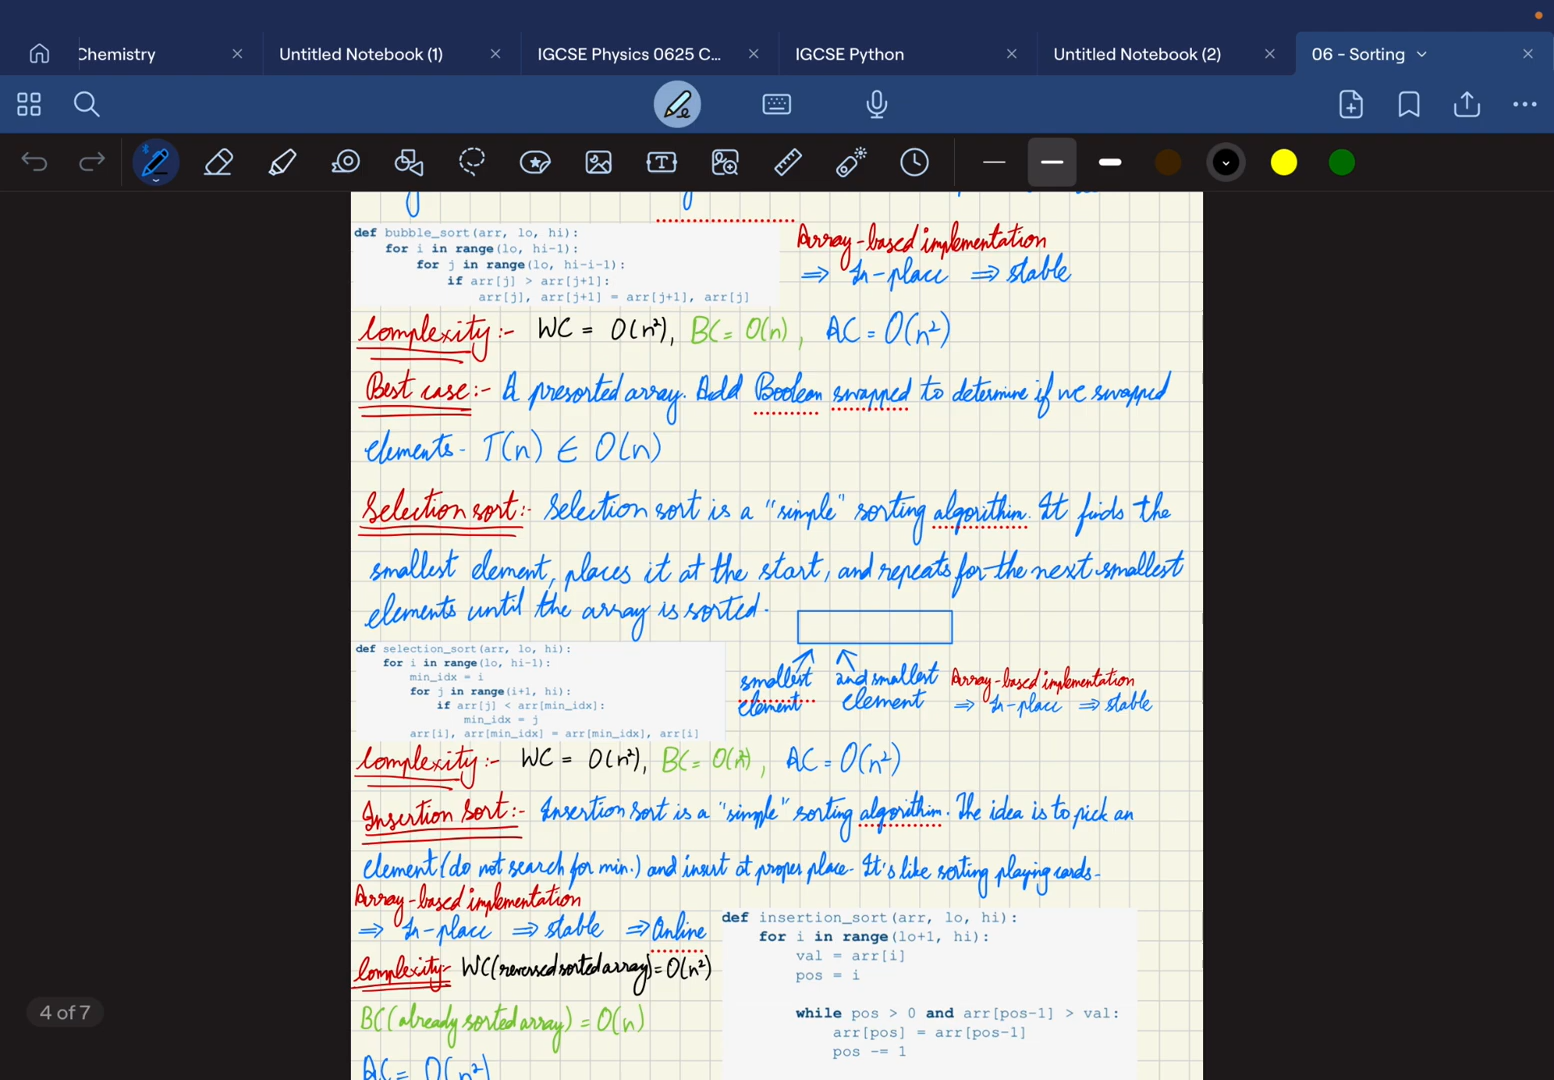 Chemistry
Untitled Notebook (1)
IGCSE Physics 0625 C...
IGCSE Python
Untitled Notebook (2)
06 - Sorting
def bubble_sort(arr, lo, hi):
for i in range(lo, hi-1):
for j in range(lo, hi-i-1):
if arr[j] > arr[j+1]:
arr[j], arr[j+1] = arr[j+1], arr[j]
Array-based implementation
⇒ In-place ⇒ stable
Complexity:- WC = O(n²), BC = O(n), AC = O(n²)
Best case:- A presorted array. Add Boolean swapped to determine if we swapped
elements. T(n) ∈ O(n)
Selection sort:- Selection sort is a "simple" sorting algorithim. It finds the
smallest element, places it at the start, and repeats for the next smallest
elements until the array is sorted.
def selection_sort(arr, lo, hi):
for i in range(lo, hi-1):
min_idx = i
for j in range(i+1, hi):
if arr[j] < arr[min_idx]:
min_idx = j
arr[i], arr[min_idx] = arr[min_idx], arr[i]
smallest
element
2nd smallest
element
Array-based implementation
⇒ In-place ⇒ stable
Complexity:- WC = O(n²), BC = O(n²), AC = O(n²)
Insertion Sort:- Insertion sort is a "simple" sorting algorithim. The idea is to pick an
element (do not search for min.) and insert at proper place. It's like sorting playing cards.
Array-based implementation
⇒ In-place ⇒ stable ⇒ Online
Complexity:- WC (reversed sorted array) = O(n²)
BC (already sorted array) = O(n)
AC = O(n²)
def insertion_sort(arr, lo, hi):
for i in range(lo+1, hi):
val = arr[i]
pos = i
while pos > 0 and arr[pos-1] > val:
arr[pos] = arr[pos-1]
pos -= 1
4 of 7